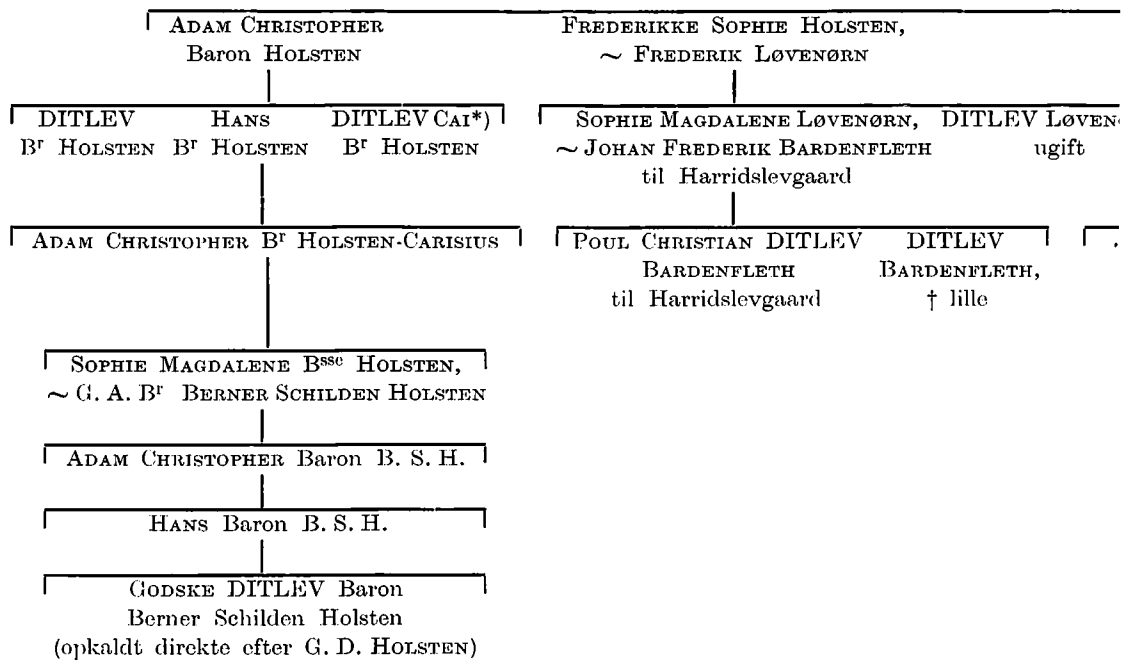 ADAM CHRISTOPHER
Baron HOLSTEN
FREDERIKKE SOPHIE HOLSTEN,
~ FREDERIK LØVENØRN
DITLEV
Bʳ HOLSTEN
HANS
Bʳ HOLSTEN
DITLEV CAI*)
Bʳ HOLSTEN
SOPHIE MAGDALENE LØVENØRN,
~ JOHAN FREDERIK BARDENFLETH
til Harridslevgaard
DITLEV LØVEN
ugift
ADAM CHRISTOPHER Bʳ HOLSTEN-CARISIUS
POUL CHRISTIAN DITLEV
BARDENFLETH
til Harridslevgaard
DITLEV
BARDENFLETH,
† lille
SOPHIE MAGDALENE Bˢˢᵉ HOLSTEN,
~ G. A. Bʳ BERNER SCHILDEN HOLSTEN
ADAM CHRISTOPHER Baron B. S. H.
HANS Baron B. S. H.
GODSKE DITLEV Baron
Berner Schilden Holsten
(opkaldt direkte efter G. D. HOLSTEN)